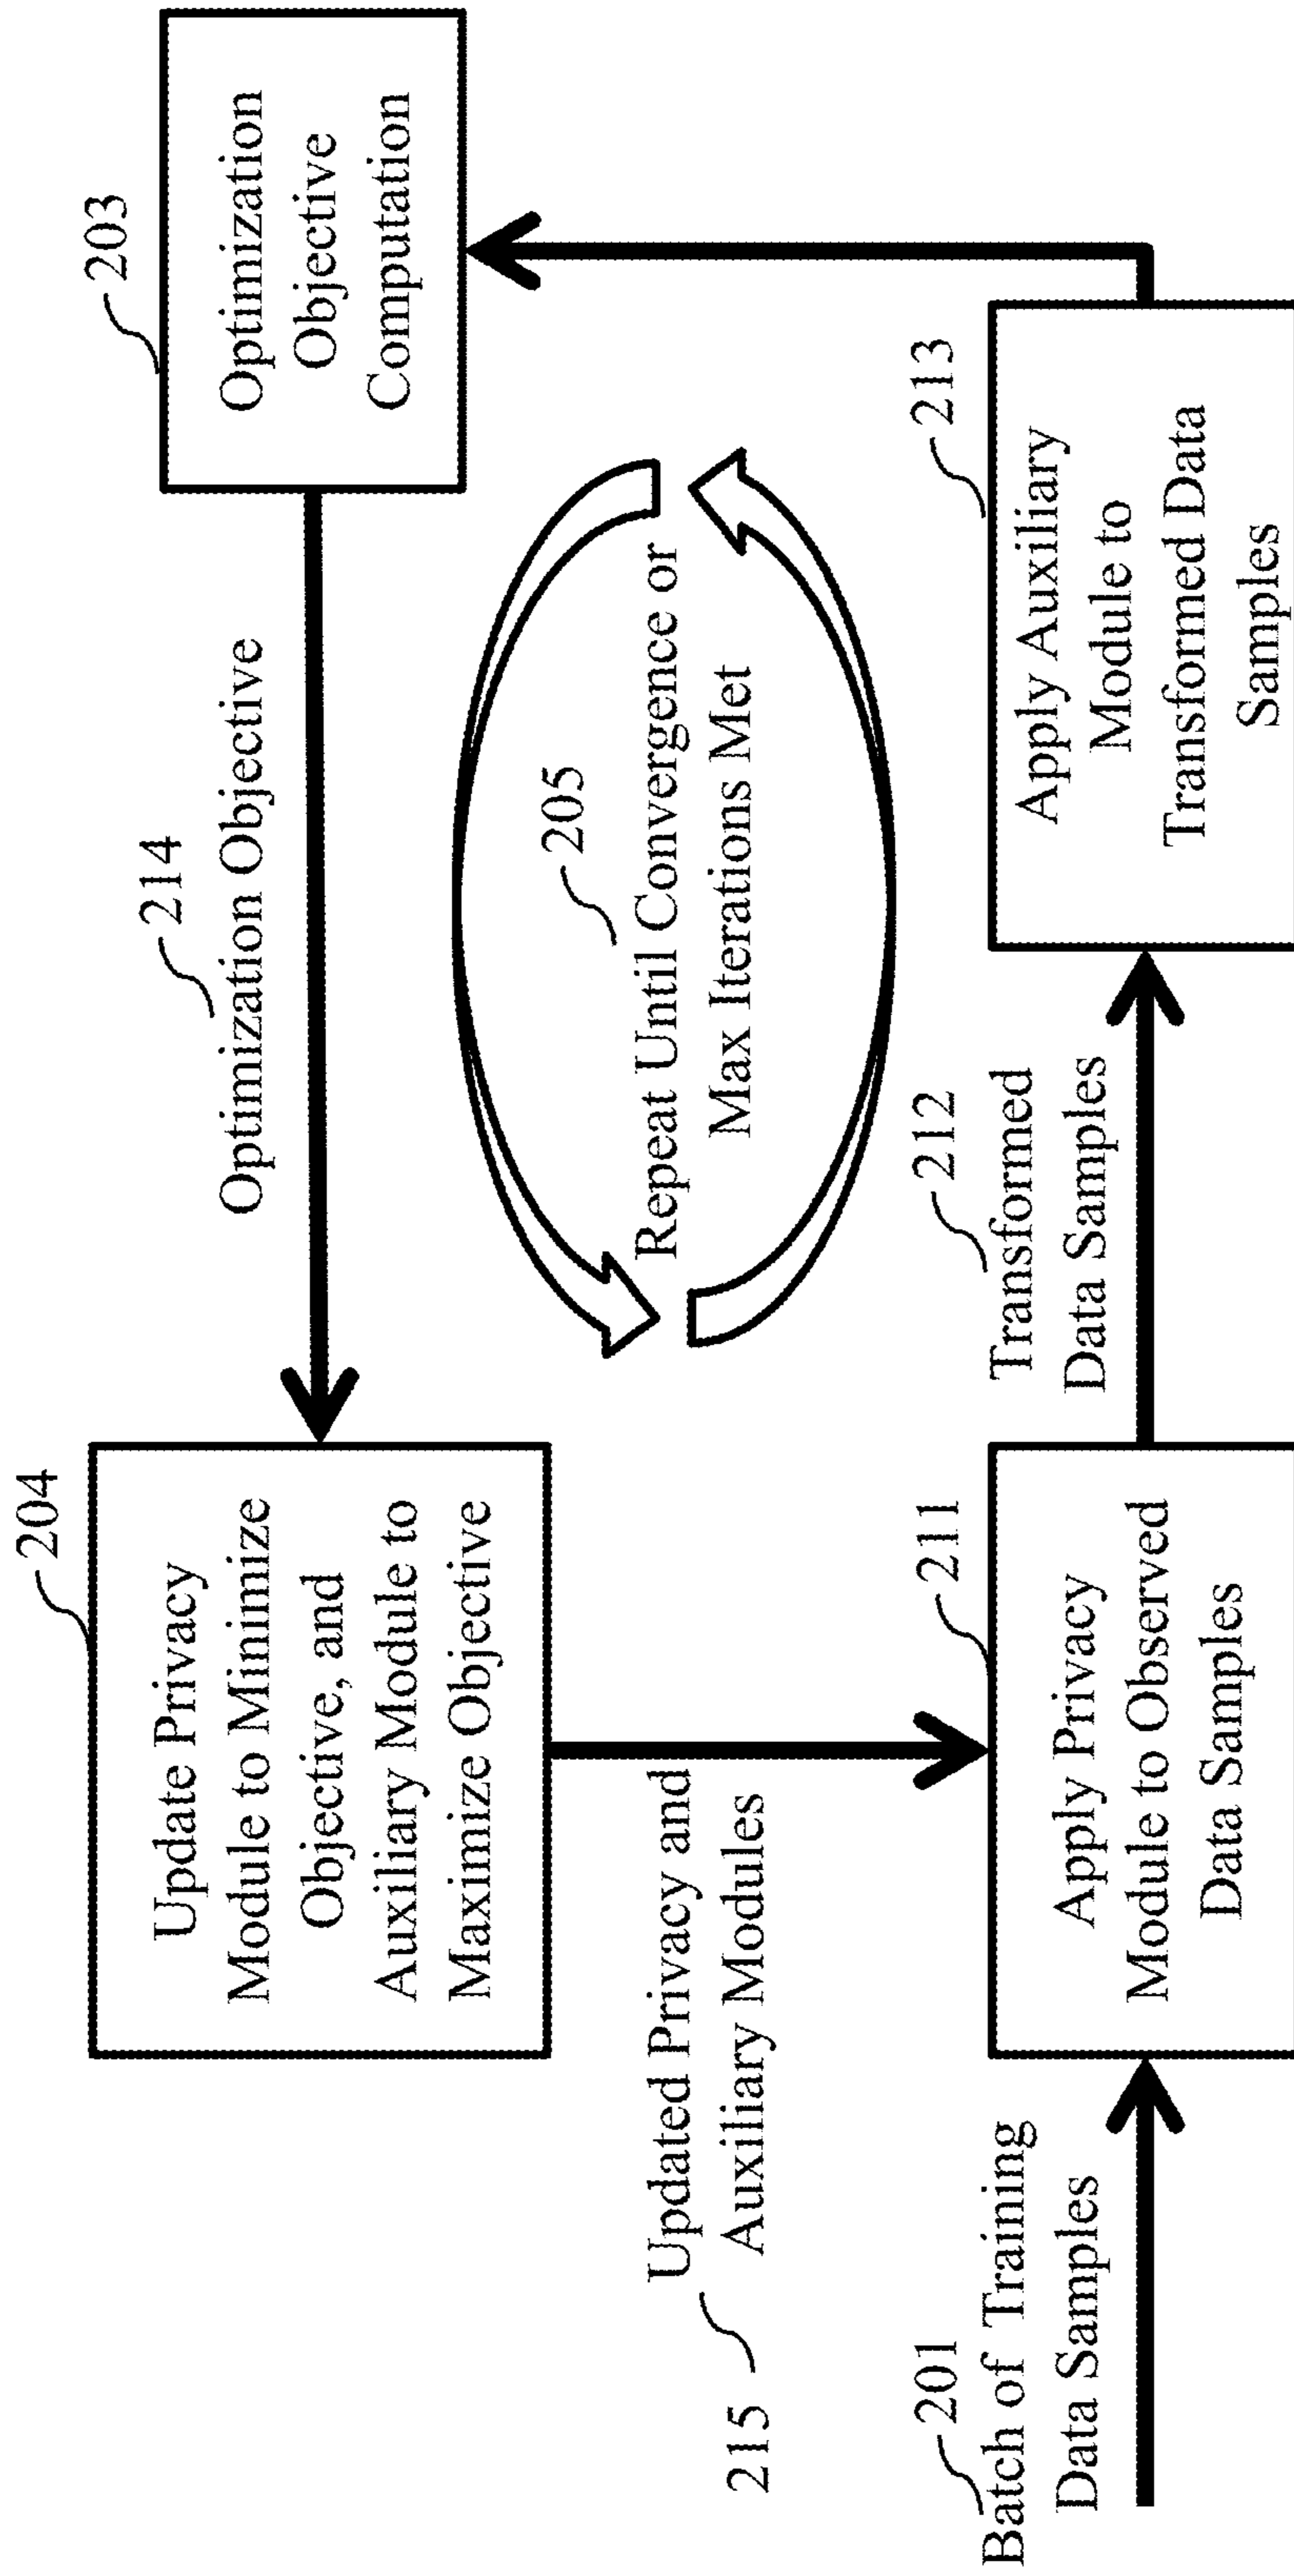 204
Update Privacy
Module to Minimize
Objective, and
Auxiliary Module to
Maximize Objective
214
Optimization Objective
203
Optimization
Objective
Computation
205
Repeat Until Convergence or
Max Iterations Met
215
Updated Privacy and
Auxiliary Modules
201
Batch of Training
Data Samples
211
Apply Privacy
Module to Observed
Data Samples
212
Transformed
Data Samples
213
Apply Auxiliary
Module to
Transformed Data
Samples